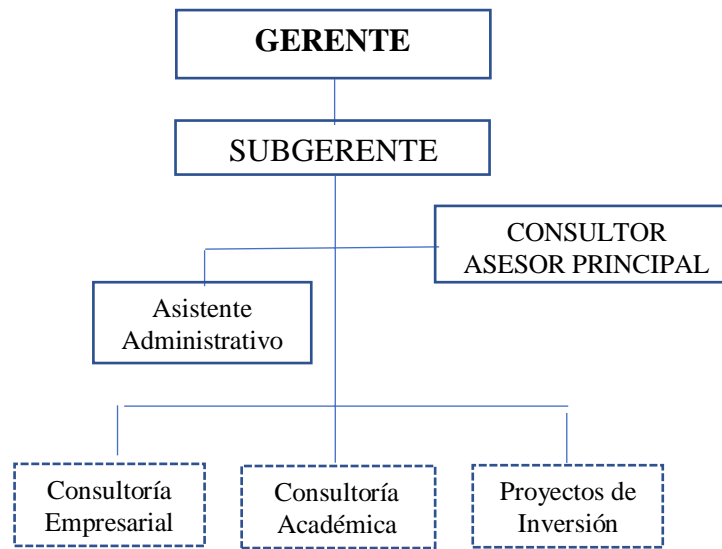 GERENTE
SUBGERENTE
CONSULTOR
ASESOR PRINCIPAL
Asistente
Administrativo
Consultoría
Empresarial
Consultoría
Académica
Proyectos de
Inversión